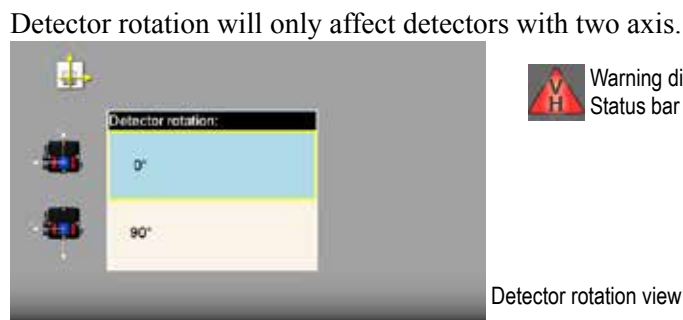 Detector rotation will only affect detectors with two axis.
Warning di
Status bar
V
H
Detector rotation:
0°
90°
Detector rotation view